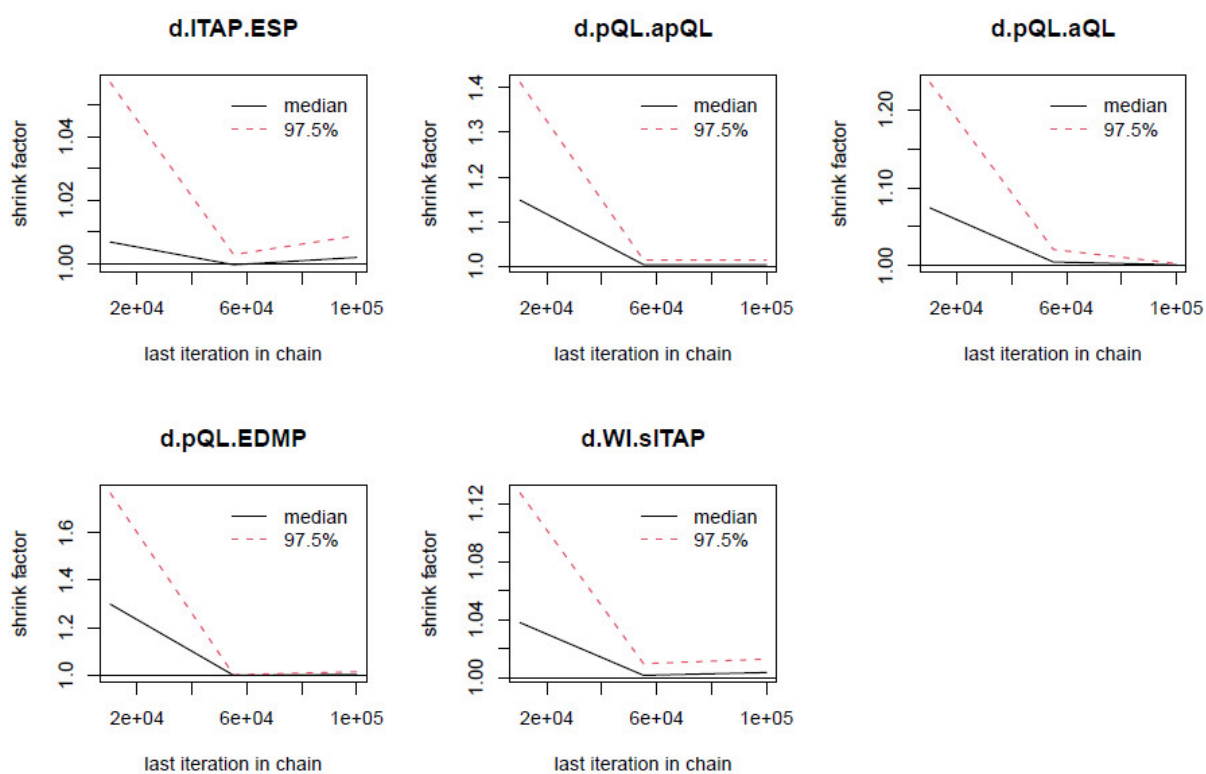 d.ITAP.ESP
shrink factor
1.00 1.02 1.04
median
97.5%
2e+04 6e+04 1e+05
last iteration in chain
d.pQL.apQL
shrink factor
1.0 1.1 1.2 1.3 1.4
median
97.5%
2e+04 6e+04 1e+05
last iteration in chain
d.pQL.aQL
shrink factor
1.00 1.10 1.20
median
97.5%
2e+04 6e+04 1e+05
last iteration in chain
d.pQL.EDMP
shrink factor
1.0 1.2 1.4 1.6
median
97.5%
2e+04 6e+04 1e+05
last iteration in chain
d.WI.sITAP
shrink factor
1.00 1.04 1.08 1.12
median
97.5%
2e+04 6e+04 1e+05
last iteration in chain